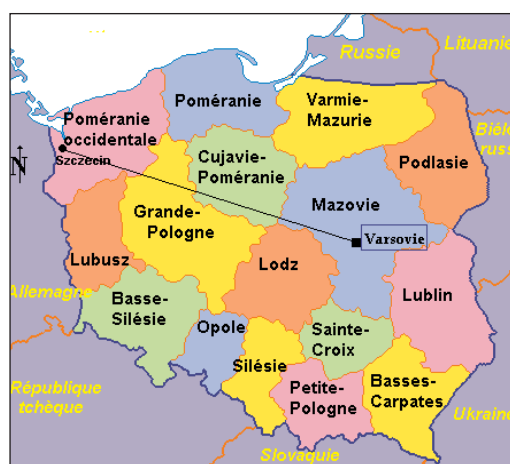 Russie
Lituanie
Poméranie
Varmie-
Mazurie
Poméranie
occidentale
Szczecin
N
Cujavie-
Poméranie
Podlasie
Mazovie
Grande-
Pologne
Varsovie
Lubusz
Lodz
Allemagne
Basse-
Silésie
Lublin
Opole
Sainte-
Croix
Silésie
Petite-
Pologne
Basses-
Carpates
République
tchèque
Ukraine
Slovaquie